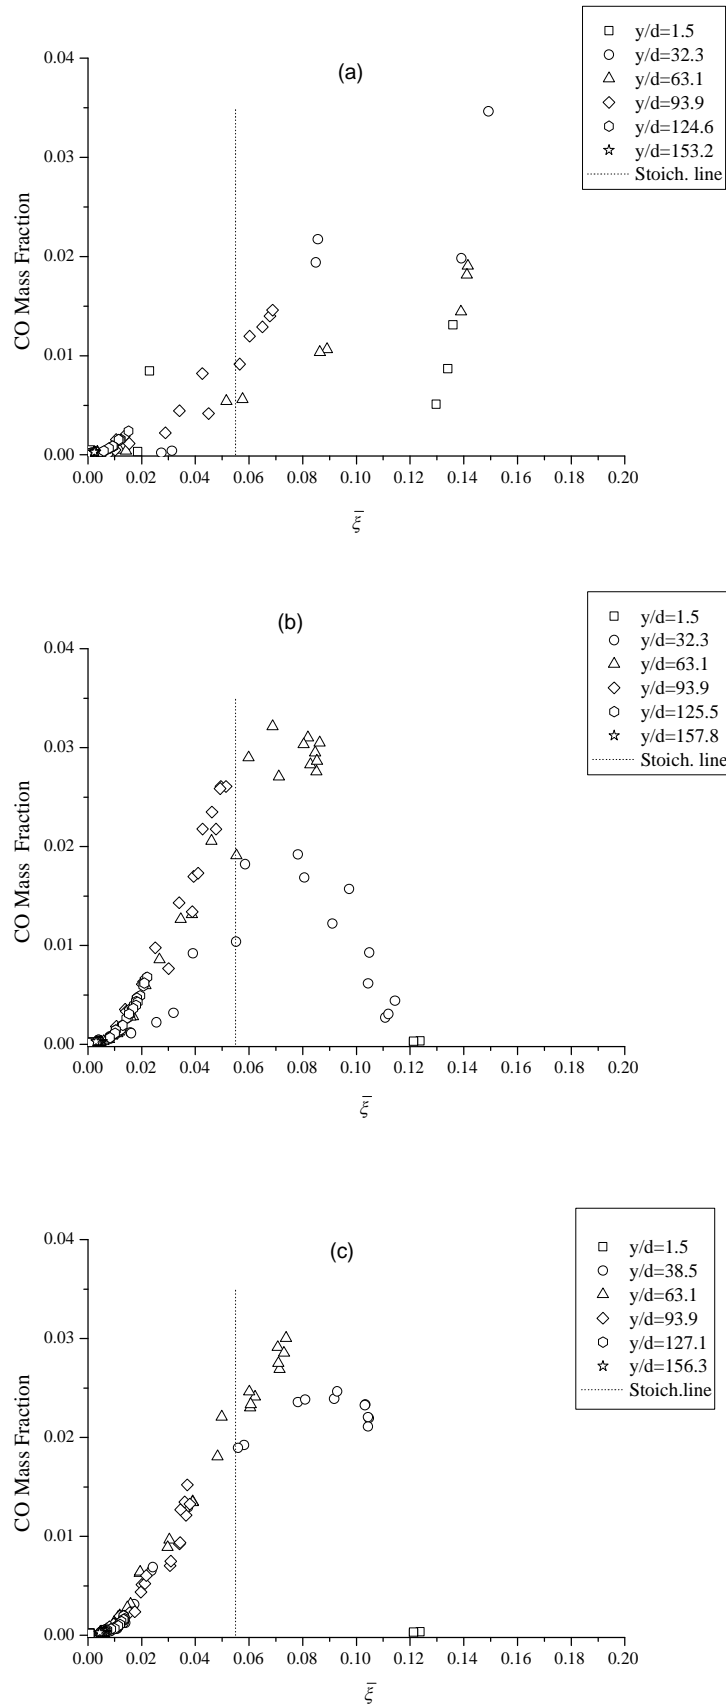 (a)
y/d=1.5
y/d=32.3
y/d=63.1
y/d=93.9
y/d=124.6
y/d=153.2
Stoich. line
CO Mass Fraction
0.04
0.03
0.02
0.01
0.00
0.00 0.02 0.04 0.06 0.08 0.10 0.12 0.14 0.16 0.18 0.20
ξ̅
(b)
y/d=1.5
y/d=32.3
y/d=63.1
y/d=93.9
y/d=125.5
y/d=157.8
Stoich. line
CO Mass Fraction
0.04
0.03
0.02
0.01
0.00
0.00 0.02 0.04 0.06 0.08 0.10 0.12 0.14 0.16 0.18 0.20
ξ̅
(c)
y/d=1.5
y/d=38.5
y/d=63.1
y/d=93.9
y/d=127.1
y/d=156.3
Stoich.line
CO Mass Fraction
0.04
0.03
0.02
0.01
0.00
0.00 0.02 0.04 0.06 0.08 0.10 0.12 0.14 0.16 0.18 0.20
ξ̅